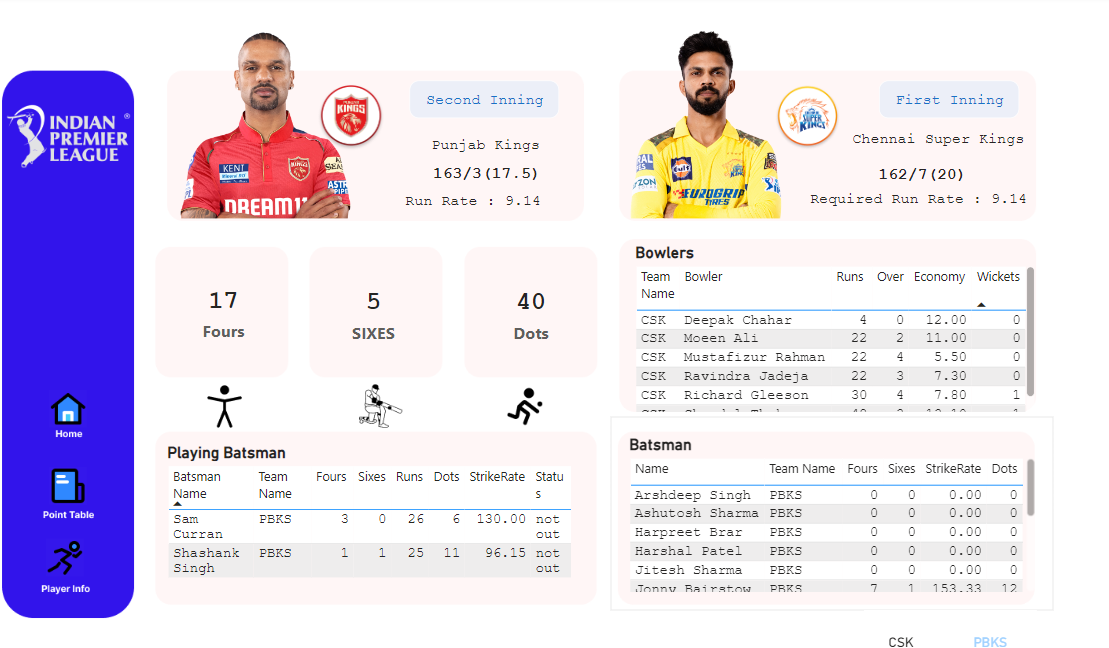 INDIAN
PREMIER
LEAGUE
®
Home
Point Table
Player Info
KINGS
KENT
KINGS
DREAM11
Second Inning
Punjab Kings
163/3(17.5)
Run Rate : 9.14
Gulf
EUROGRIP
TYRES
SUPER
KINGS
First Inning
Chennai Super Kings
162/7(20)
Required Run Rate : 9.14
17
Fours
5
SIXES
40
Dots
Bowlers
Team Name Bowler Runs Over Economy Wickets
CSK Deepak Chahar 4 0 12.00 0
CSK Moeen Ali 22 2 11.00 0
CSK Mustafizur Rahman 22 4 5.50 0
CSK Ravindra Jadeja 22 3 7.30 0
CSK Richard Gleeson 30 4 7.80 1
Playing Batsman
Batsman Name Team Name Fours Sixes Runs Dots StrikeRate Status
Sam Curran PBKS 3 0 26 6 130.00 not out
Shashank Singh PBKS 1 1 25 11 96.15 not out
Batsman
Name Team Name Fours Sixes StrikeRate Dots
Arshdeep Singh PBKS 0 0 0.00 0
Ashutosh Sharma PBKS 0 0 0.00 0
Harpreet Brar PBKS 0 0 0.00 0
Harshal Patel PBKS 0 0 0.00 0
Jitesh Sharma PBKS 0 0 0.00 0
Jonny Bairstow PBKS 7 1 153.33 12
CSK PBKS